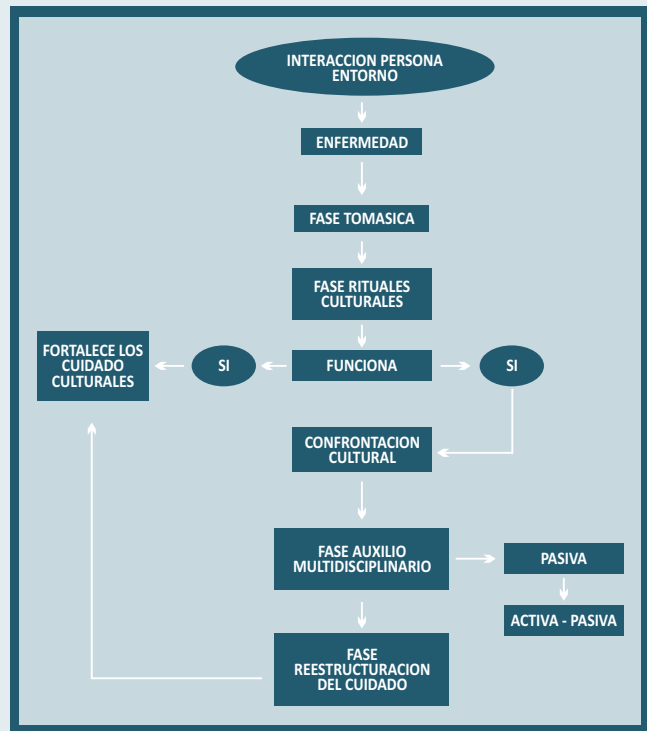 INTERACCION PERSONA
ENTORNO
ENFERMEDAD
FASE TOMASICA
FASE RITUALES
CULTURALES
FORTALECE LOS
CUIDADO
CULTURALES
SI
FUNCIONA
SI
CONFRONTACION
CULTURAL
FASE AUXILIO
MULTIDISCIPLINARIO
PASIVA
ACTIVA - PASIVA
FASE
REESTRUCTURACION
DEL CUIDADO